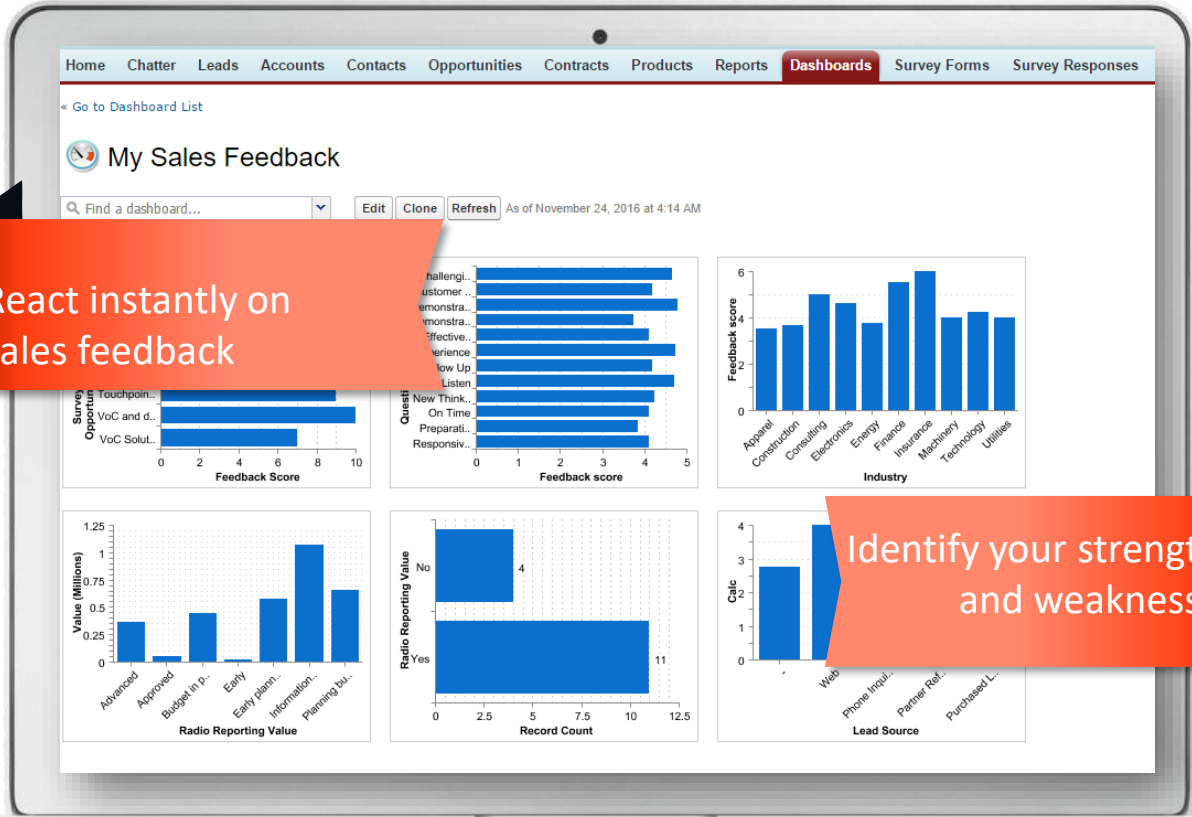 Home Chatter Leads Accounts Contacts Opportunities Contracts Products Reports Dashboards Survey Forms Survey Responses
« Go to Dashboard List
My Sales Feedback
Find a dashboard...
Edit Clone Refresh As of November 24, 2016 at 4:14 AM
React instantly on
sales feedback
Touchpoin..
VoC and d..
VoC Solut..
0 2 4 6 8 10
Feedback Score
hallengi..
ustomer ..
emonstra..
monstra..
Effective..
erience
low Up
Listen
New Think..
On Time
Preparati..
Responsiv..
0 1 2 3 4 5
Feedback score
Feedback score
6
4
2
0
Apparel
Construction
Consulting
Electronics
Energy
Finance
Insurance
Machinery
Technology
Utilities
Industry
Value (Millions)
1.25
1
0.75
0.5
0.25
0
Advanced
Approved
Budget in p..
Early
Early plann..
Information..
Planning bu..
Radio Reporting Value
Radio Reporting Value
No
4
Yes
11
0 2.5 5 7.5 10 12.5
Record Count
Calc
4
3
2
1
0
-
Web
Phone Inqui..
Partner Ref..
Purchased L..
Lead Source
Identify your strengt
and weakness